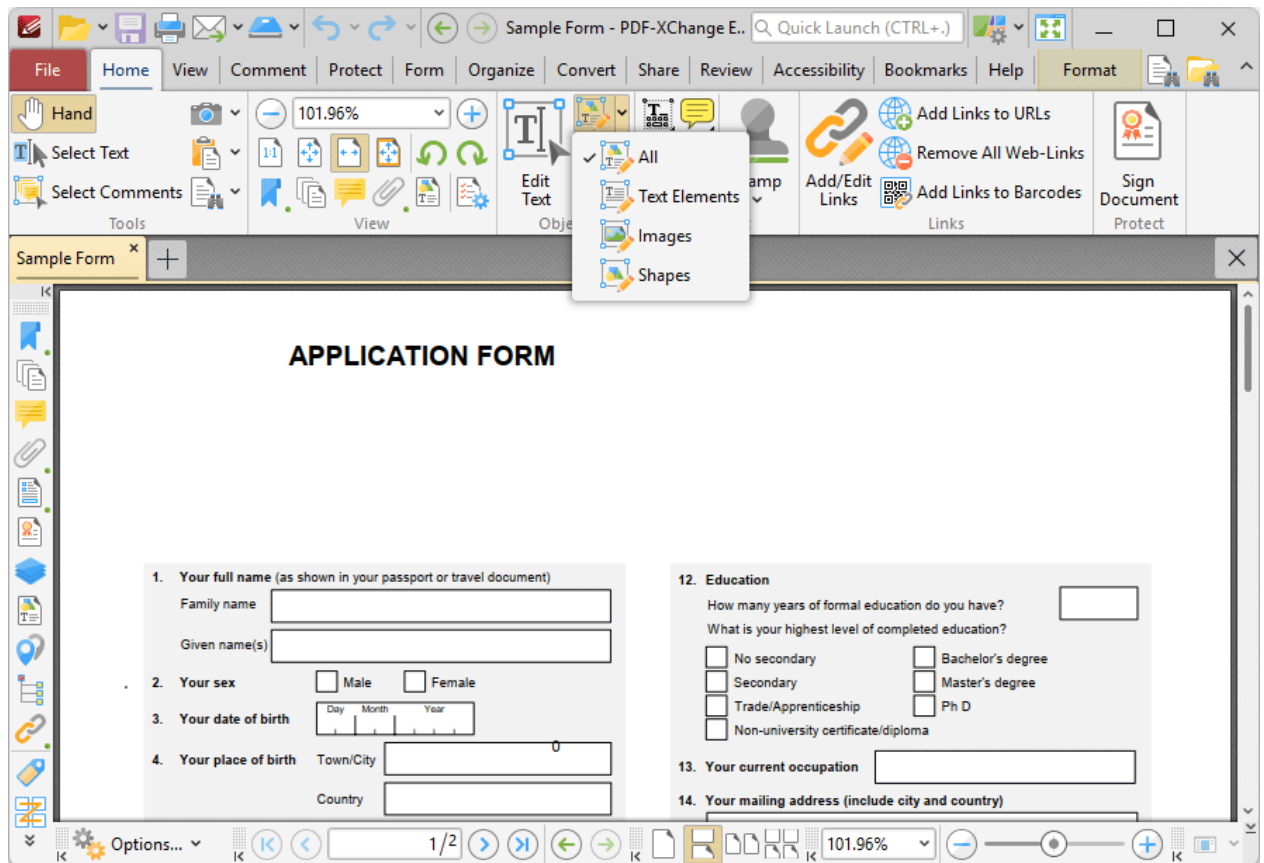 Sample Form - PDF-XChange E..
Quick Launch (CTRL+.)
File Home View Comment Protect Form Organize Convert Share Review Accessibility Bookmarks Help Format
Hand
Select Text
Select Comments
Tools
101.96%
1:1
View
Edit
Text
All
Text Elements
Images
Shapes
Add/Edit
Links
Add Links to URLs
Remove All Web-Links
Add Links to Barcodes
Links
Sign
Document
Protect
Sample Form
APPLICATION FORM
1. Your full name (as shown in your passport or travel document)
Family name
Given name(s)
2. Your sex Male Female
3. Your date of birth Day Month Year
0
4. Your place of birth Town/City
Country
12. Education
How many years of formal education do you have?
What is your highest level of completed education?
No secondary Bachelor's degree
Secondary Master's degree
Trade/Apprenticeship Ph D
Non-university certificate/diploma
13. Your current occupation
14. Your mailing address (include city and country)
Options... 1/2 101.96%